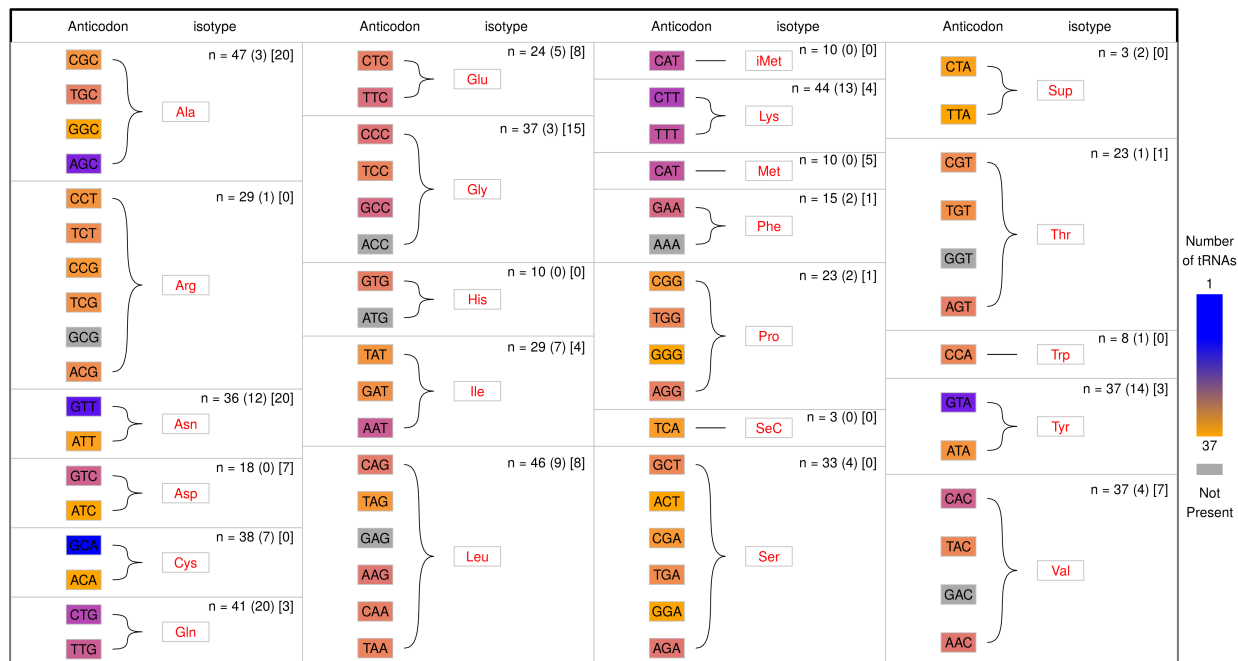 Anticodon isotype Anticodon isotype Anticodon isotype Anticodon isotype
n = 47 (3) [20]
CGC
TGC
Ala
GGC
AGC
n = 29 (1) [0]
CCT
TCT
CCG
Arg
TCG
GCG
ACG
n = 36 (12) [20]
GTT
Asn
ATT
n = 18 (0) [7]
GTC
Asp
ATC
n = 38 (7) [0]
GCA
Cys
ACA
n = 41 (20) [3]
CTG
Gln
TTG
n = 24 (5) [8]
CTC
Glu
TTC
n = 37 (3) [15]
CCC
TCC
Gly
GCC
ACC
n = 10 (0) [0]
GTG
His
ATG
n = 29 (7) [4]
TAT
GAT
Ile
AAT
n = 46 (9) [8]
CAG
TAG
GAG
Leu
AAG
CAA
TAA
n = 10 (0) [0]
CAT
iMet
n = 44 (13) [4]
CTT
Lys
TTT
n = 10 (0) [5]
CAT
Met
n = 15 (2) [1]
GAA
Phe
AAA
n = 23 (2) [1]
CGG
TGG
Pro
GGG
AGG
n = 3 (0) [0]
TCA
SeC
n = 33 (4) [0]
GCT
ACT
CGA
Ser
TGA
GGA
AGA
n = 3 (2) [0]
CTA
Sup
TTA
n = 23 (1) [1]
CGT
TGT
Thr
GGT
AGT
n = 8 (1) [0]
CCA
Trp
n = 37 (14) [3]
GTA
Tyr
ATA
n = 37 (4) [7]
CAC
TAC
Val
GAC
AAC
Number
of tRNAs
1
37
Not
Present